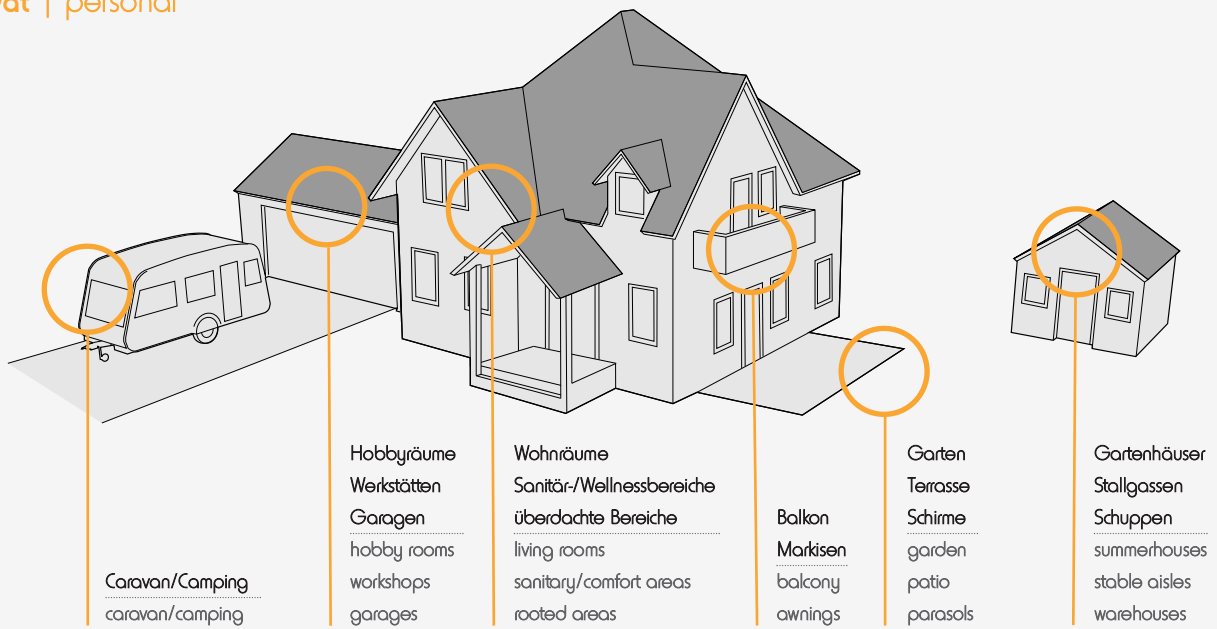 vat | personal
Caravan/Camping
caravan/camping
Hobbyräume
Werkstätten
Garagen
hobby rooms
workshops
garages
Wohnräume
Sanitär-/Wellnessbereiche
überdachte Bereiche
living rooms
sanitary/comfort areas
rooted areas
Balkon
Markisen
balcony
awnings
Garten
Terrasse
Schirme
garden
patio
parasols
Gartenhäuser
Stallgassen
Schuppen
summerhouses
stable aisles
warehouses